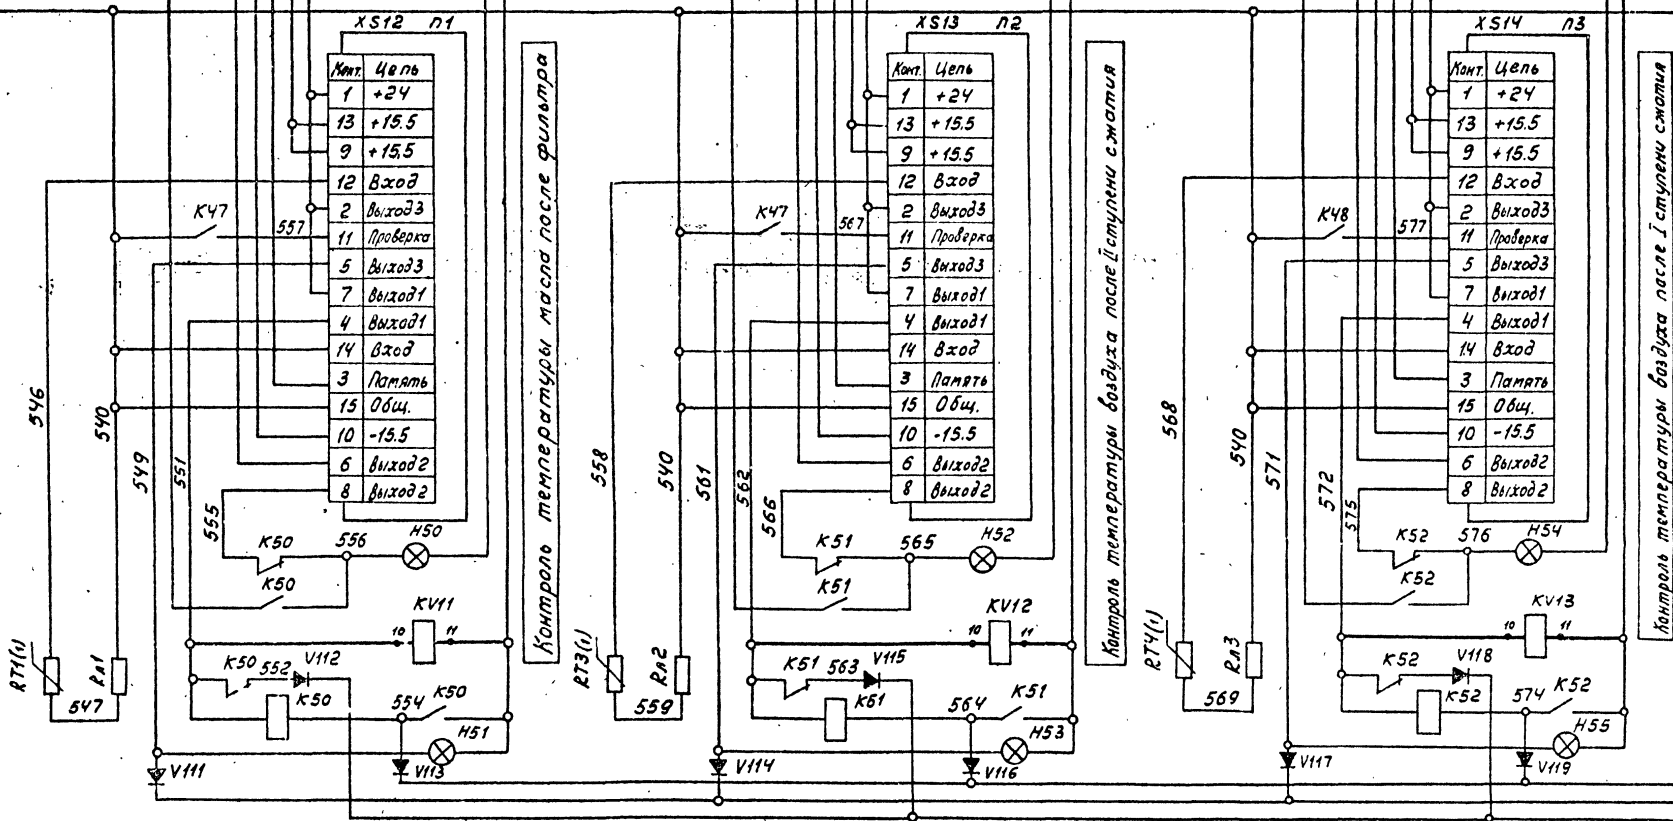 XS12 П1
Конт. Цепь
1 +24
13 +15.5
9 +15,5
12 Вход
2 Выход3
11 Проверка
5 Выход3
7 Выход1
4 Выход1
14 Вход
3 Память
15 Общ.
10 -15.5
6 Выход2
8 Выход2
K47
557
546
540
549
551
555
K50
556
H50
K50
KV11
10 11
RT1(1)
Rл1
547
K50 552 V112
K50
554 K50
H51
V111
V113
Контроль температуры масла после фильтра
XS13 П2
Конт. Цепь
1 +24
13 +15.5
9 +15.5
12 Вход
2 Выход3
11 Проверка
5 Выход3
7 Выход1
4 Выход1
14 Вход
3 Память
15 Общ.
10 -15.5
6 Выход2
8 Выход2
K47
567
558
540
561
562
566
K51
565
H52
K51
KV12
10 11
RT3(1)
Rл2
559
K51 563 V115
K51
564 K51
H53
V114
V116
Контроль температуры воздуха после II ступени сжатия
XS14 П3
Конт. Цепь
1 +24
13 +15.5
9 +15.5
12 Вход
2 Выход3
11 Проверка
5 Выход3
7 Выход1
4 Выход1
14 Вход
3 Память
15 Общ.
10 -15.5
6 Выход2
8 Выход2
K48
577
568
540
571
572
575
K52
576
H54
K52
KV13
10 11
RT4(1)
Rл3
569
K52 V118
K52
574 K52
H55
V117
V119
Контроль температуры воздуха после I ступени сжатия